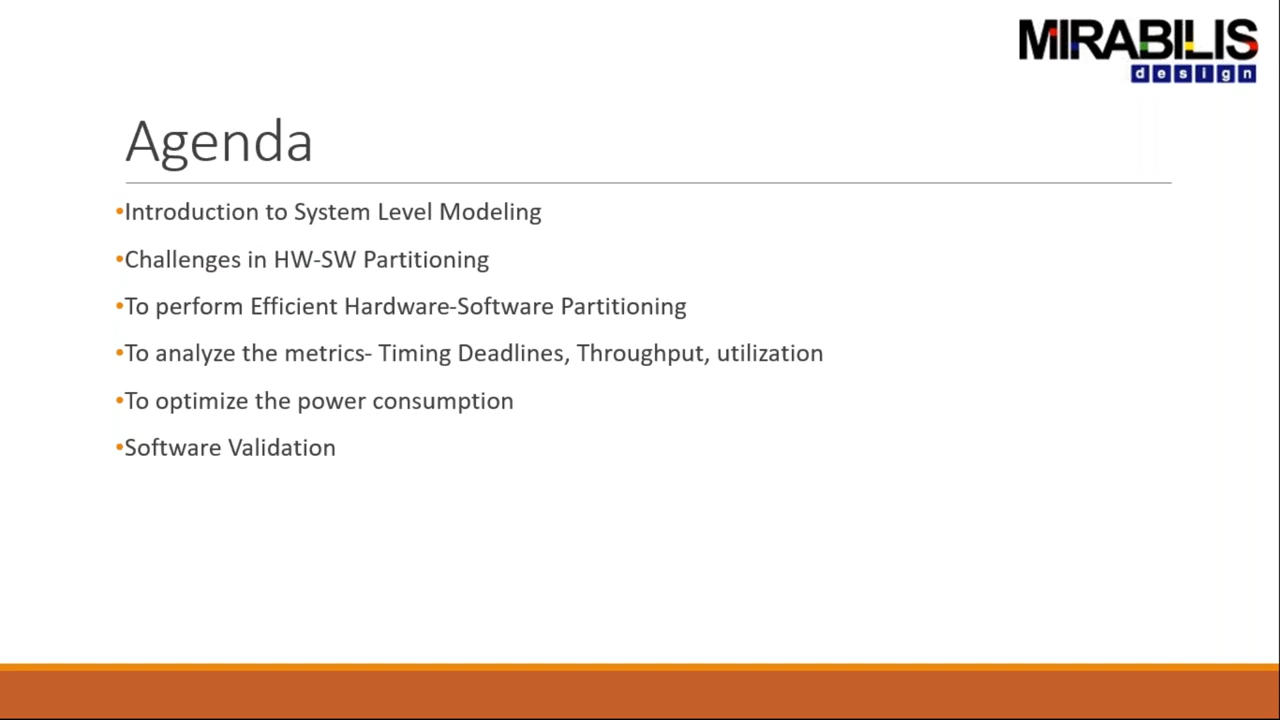 MIRABILIS
design
Agenda
•Introduction to System Level Modeling
•Challenges in HW-SW Partitioning
•To perform Efficient Hardware-Software Partitioning
•To analyze the metrics- Timing Deadlines, Throughput, utilization
•To optimize the power consumption
•Software Validation